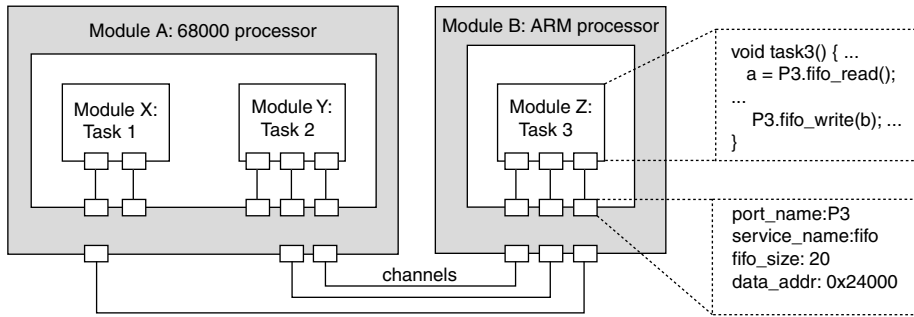 Module A: 68000 processor
Module X:
Task 1
Module Y:
Task 2
Module B: ARM processor
Module Z:
Task 3
channels
void task3() { ...
a = P3.fifo_read();
...
P3.fifo_write(b); ...
}
port_name:P3
service_name:fifo
fifo_size: 20
data_addr: 0x24000